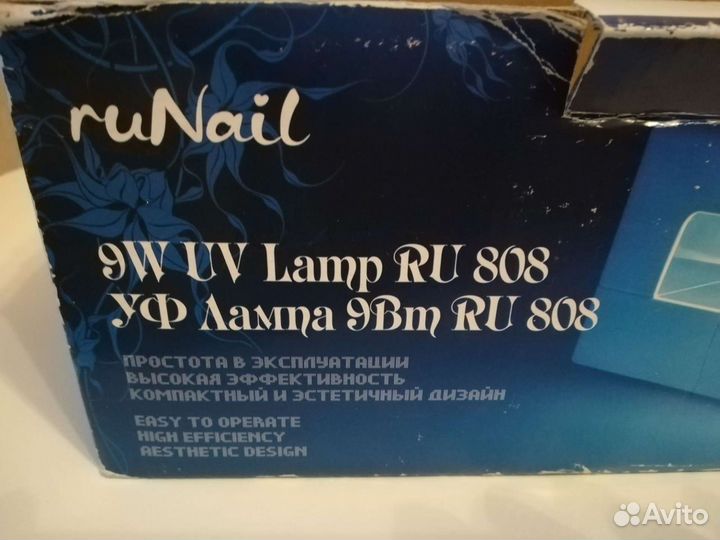 ruNail
9W UV Lamp RU 808
УФ Лампа 9Вт RU 808
ПРОСТОТА В ЭКСПЛУАТАЦИИ
ВЫСОКАЯ ЭФФЕКТИВНОСТЬ
КОМПАКТНЫЙ И ЭСТЕТИЧНЫЙ ДИЗАЙН
EASY TO OPERATE
HIGH EFFICIENCY
AESTHETIC DESIGN
Avito